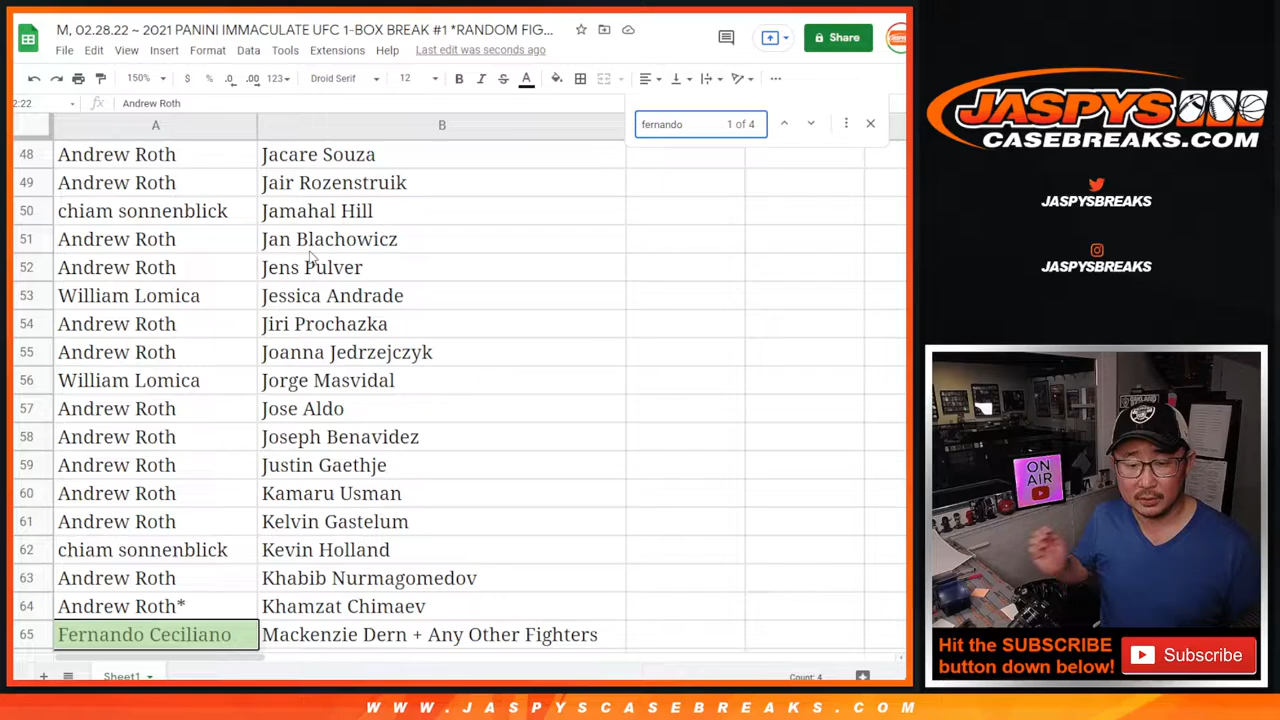 M, 02.28.22 ~ 2021 PANINI IMMACULATE UFC 1-BOX BREAK #1 *RANDOM FIG...
File Edit View Insert Format Data Tools Extensions Help Last edit was seconds ago
Share
150% $ % .0 .00 123 Droid Serif 12 B I S A
2:22 fx Andrew Roth
fernando 1 of 4
A B
48 Andrew Roth Jacare Souza
49 Andrew Roth Jair Rozenstruik
50 chiam sonnenblick Jamahal Hill
51 Andrew Roth Jan Blachowicz
52 Andrew Roth Jens Pulver
53 William Lomica Jessica Andrade
54 Andrew Roth Jiri Prochazka
55 Andrew Roth Joanna Jedrzejczyk
56 William Lomica Jorge Masvidal
57 Andrew Roth Jose Aldo
58 Andrew Roth Joseph Benavidez
59 Andrew Roth Justin Gaethje
60 Andrew Roth Kamaru Usman
61 Andrew Roth Kelvin Gastelum
62 chiam sonnenblick Kevin Holland
63 Andrew Roth Khabib Nurmagomedov
64 Andrew Roth* Khamzat Chimaev
65 Fernando Ceciliano Mackenzie Dern + Any Other Fighters
Sheet1 Count: 4
JASPYS
CASEBREAKS.COM
JASPYSBREAKS
JASPYSBREAKS
OAKLAND
ON
AIR
Hit the SUBSCRIBE
button down below!
Subscribe
WWW.JASPYSCASEBREAKS.COM